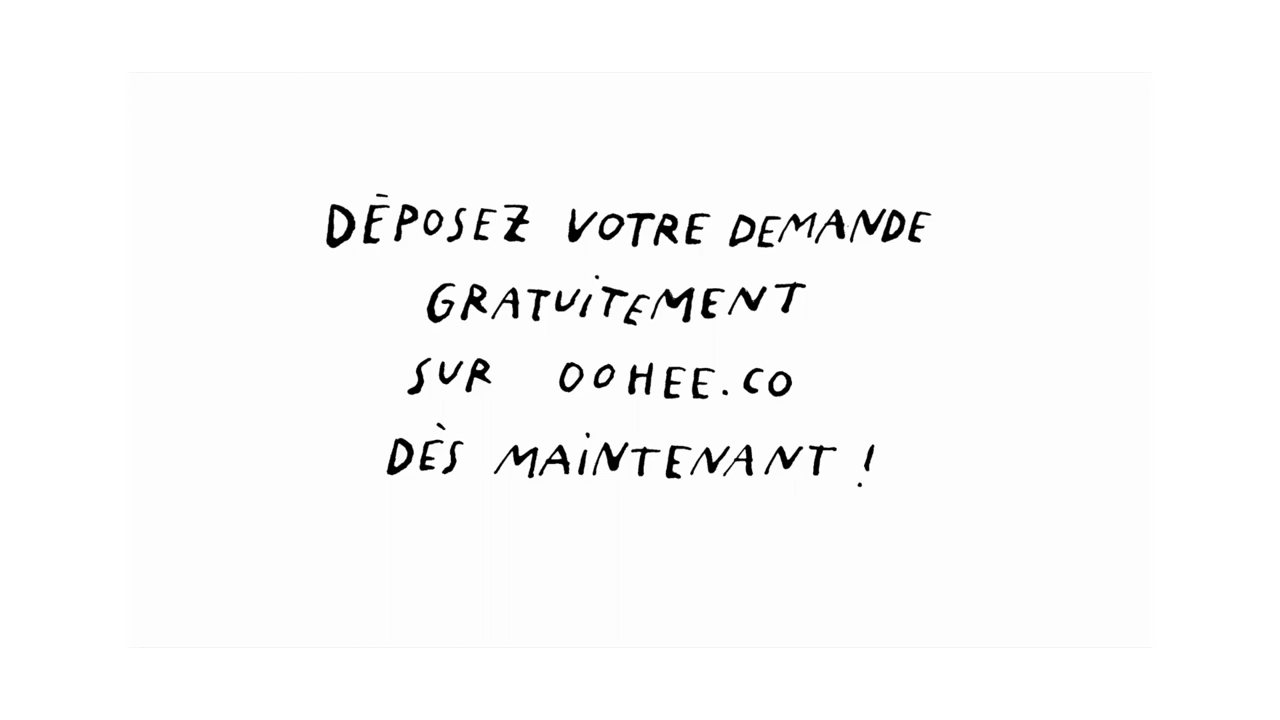 DÉPOSEZ VOTRE DEMANDE
GRATUiTEMENT
SUR OOHEE.CO
DÈS MAiNTENANT !